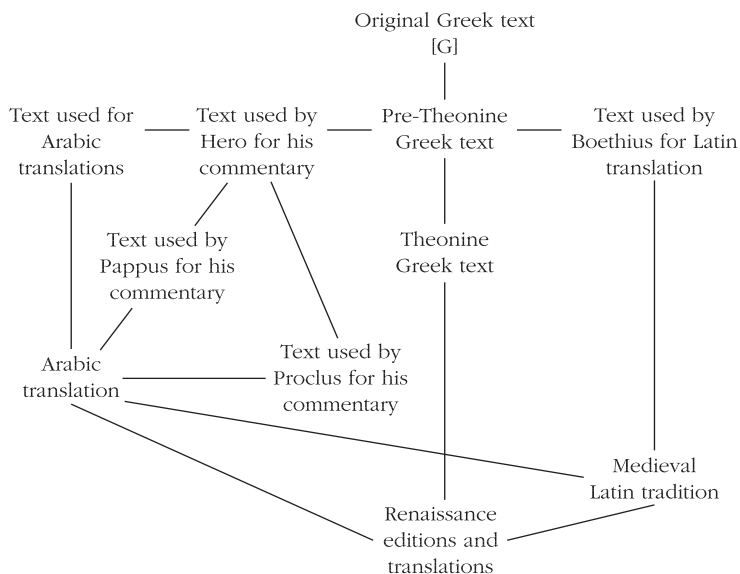 Original Greek text
[G]
Text used for
Arabic
translations
Text used by
Hero for his
commentary
Pre-Theonine
Greek text
Text used by
Boethius for Latin
translation
Text used by
Pappus for his
commentary
Theonine
Greek text
Arabic
translation
Text used by
Proclus for his
commentary
Medieval
Latin tradition
Renaissance
editions and
translations